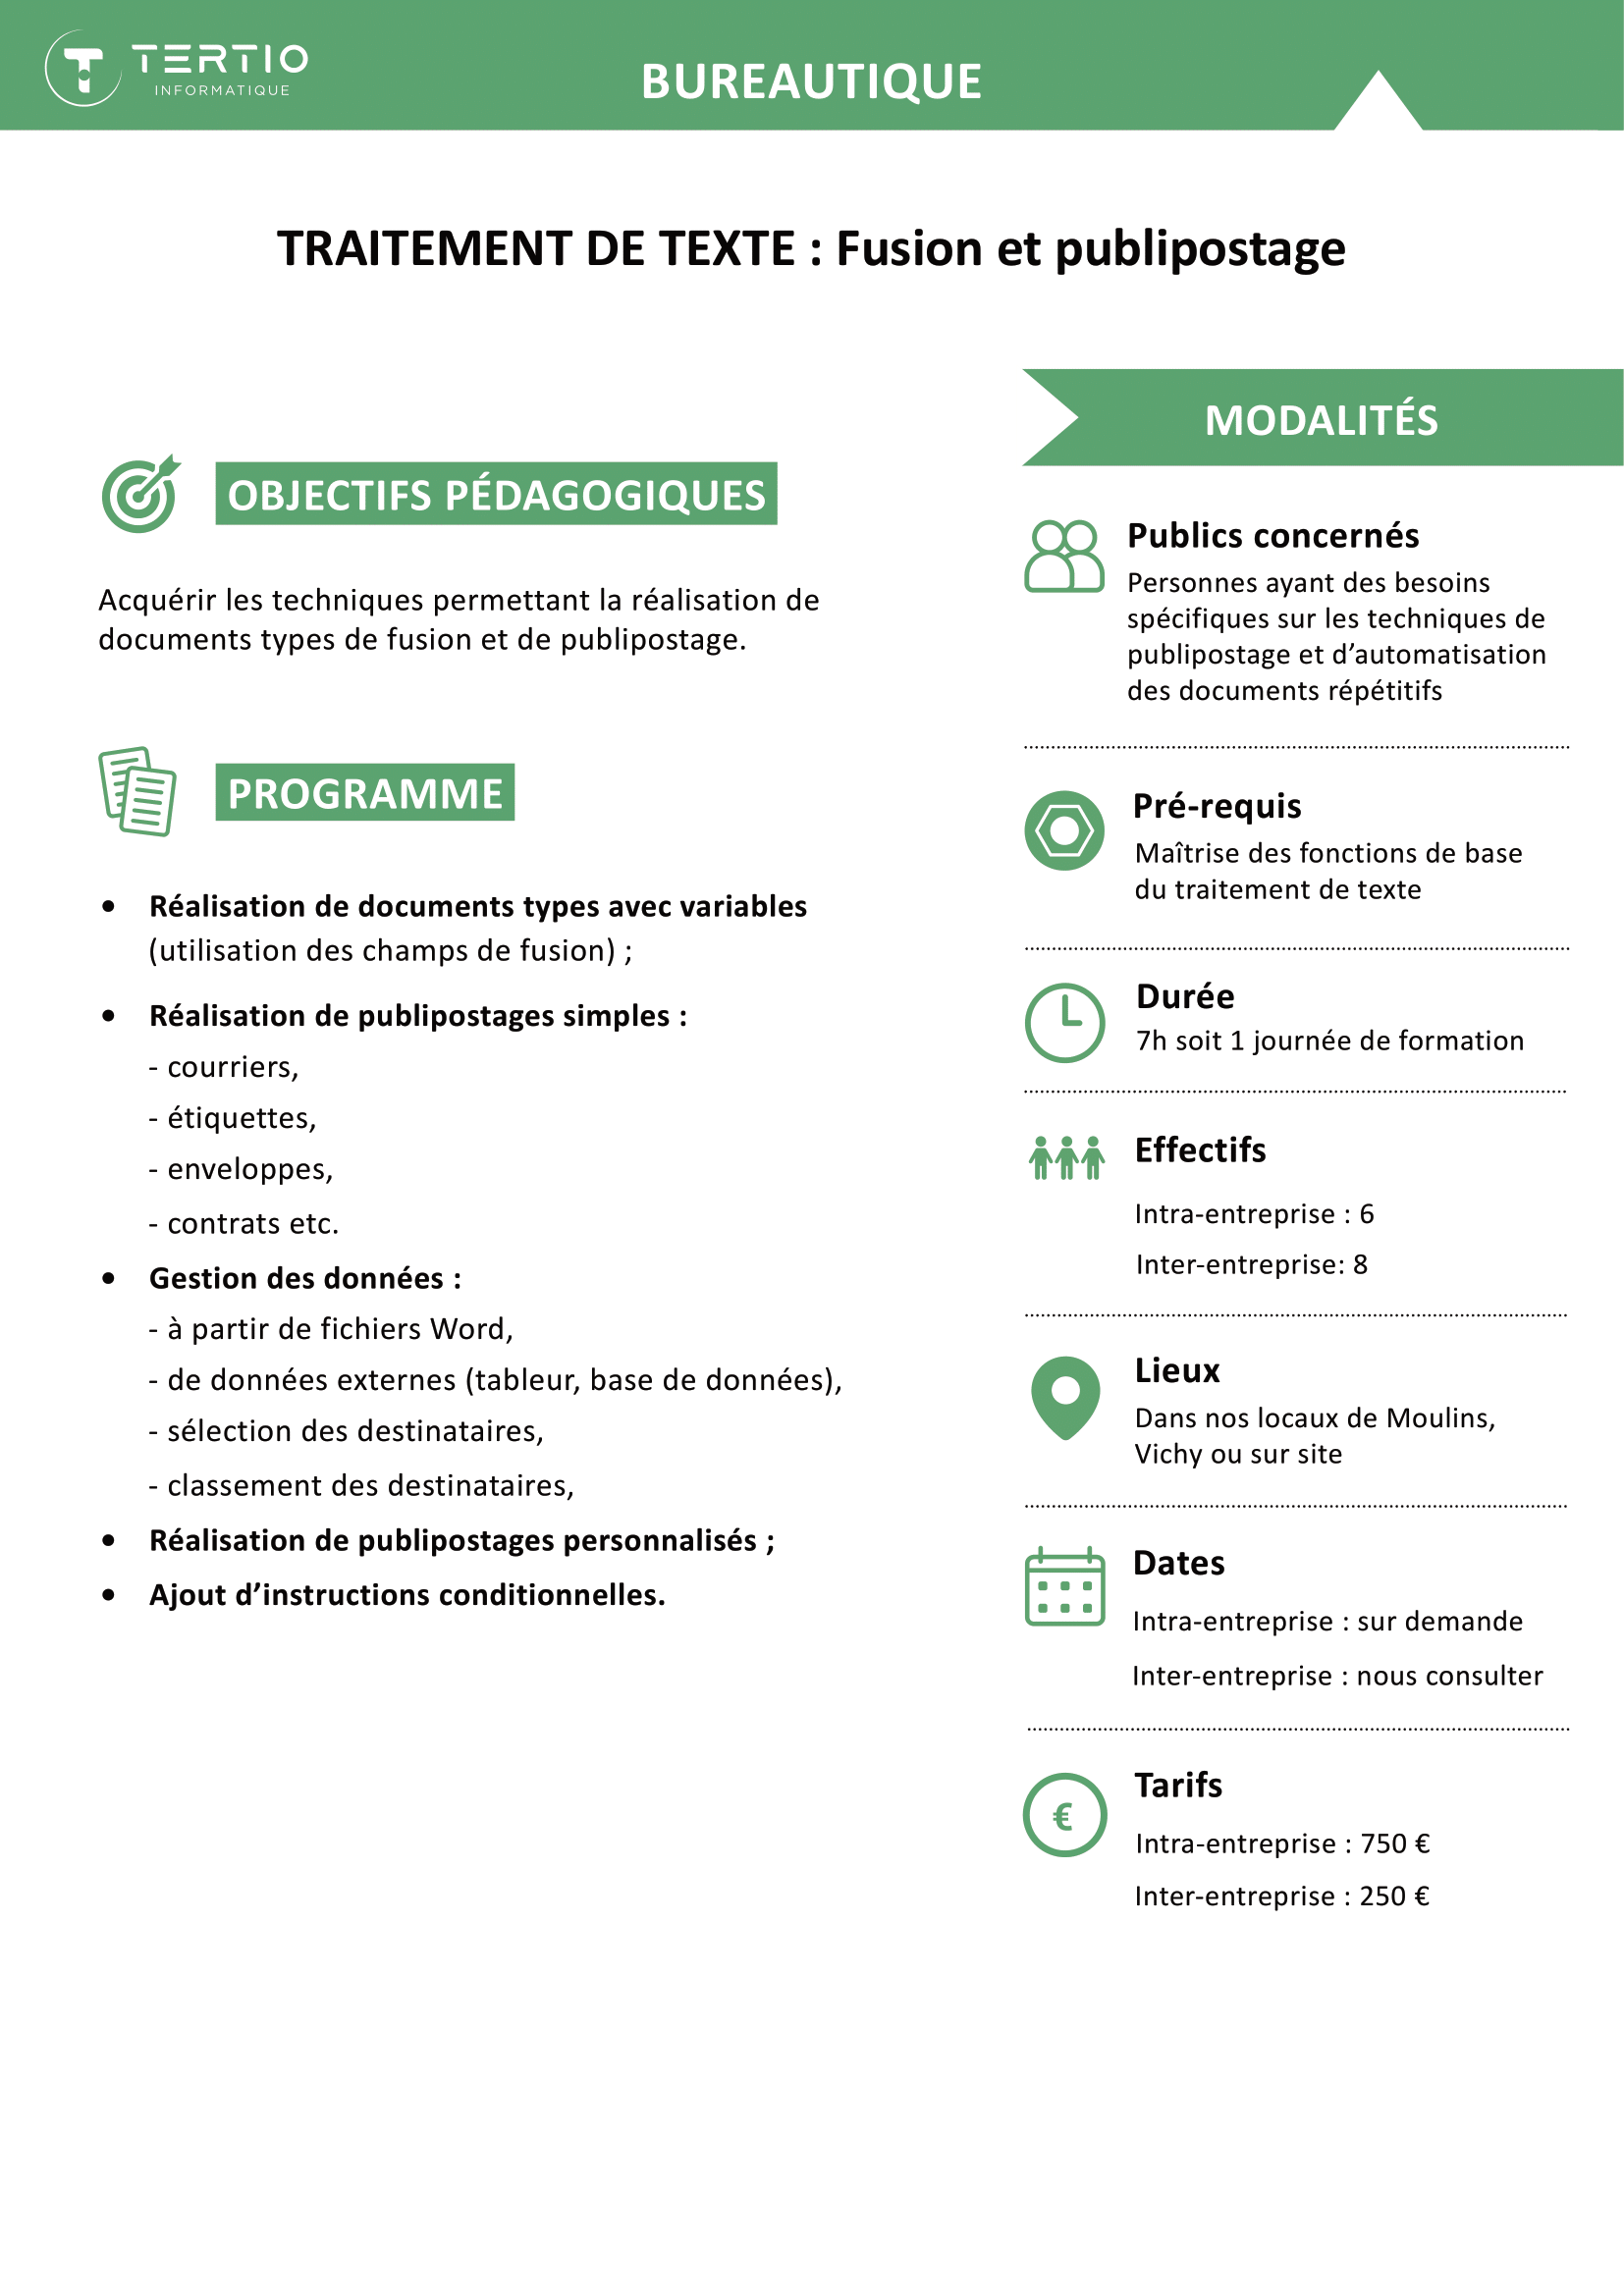 TERTIO
INFORMATIQUE
BUREAUTIQUE
TRAITEMENT DE TEXTE : Fusion et publipostage
OBJECTIFS PÉDAGOGIQUES
Acquérir les techniques permettant la réalisation de
documents types de fusion et de publipostage.
PROGRAMME
• Réalisation de documents types avec variables
(utilisation des champs de fusion) ;
• Réalisation de publipostages simples :
- courriers,
- étiquettes,
- enveloppes,
- contrats etc.
• Gestion des données :
- à partir de fichiers Word,
- de données externes (tableur, base de données),
- sélection des destinataires,
- classement des destinataires,
• Réalisation de publipostages personnalisés ;
• Ajout d’instructions conditionnelles.
MODALITÉS
Publics concernés
Personnes ayant des besoins
spécifiques sur les techniques de
publipostage et d’automatisation
des documents répétitifs
Pré-requis
Maîtrise des fonctions de base
du traitement de texte
Durée
7h soit 1 journée de formation
Effectifs
Intra-entreprise : 6
Inter-entreprise: 8
Lieux
Dans nos locaux de Moulins,
Vichy ou sur site
Dates
Intra-entreprise : sur demande
Inter-entreprise : nous consulter
€
Tarifs
Intra-entreprise : 750 €
Inter-entreprise : 250 €